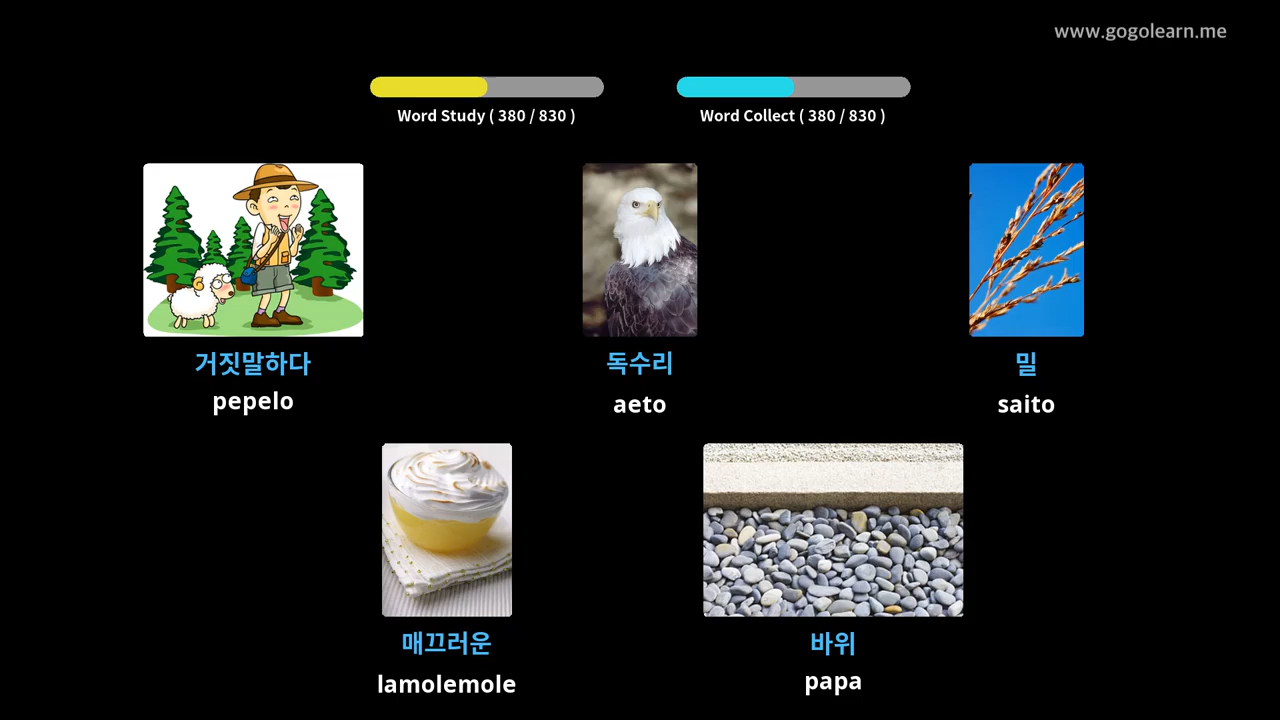 www.gogolearn.me
Word Study ( 380 / 830 )
Word Collect ( 380 / 830 )
거짓말하다
pepelo
독수리
aeto
밀
saito
매끄러운
lamolemole
바위
papa